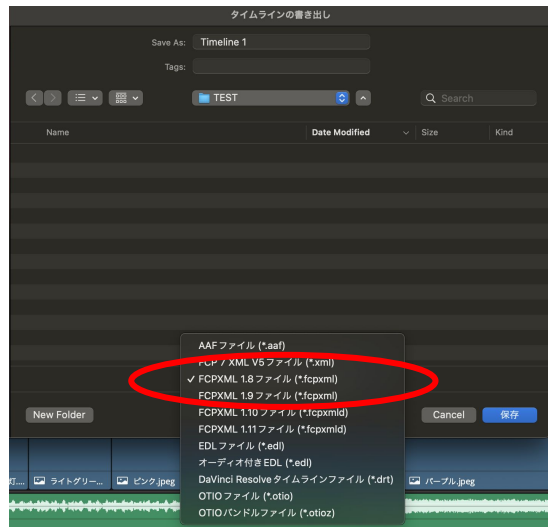 タイムラインの書き出し
Save As: Timeline 1
Tags:
TEST
Search
Name Date Modified Size Kind
AAFファイル (*.aaf)
FCP 7 XML V5ファイル (*.xml)
✓ FCPXML 1.8ファイル (*.fcpxml)
FCPXML 1.9ファイル (*.fcpxml)
FCPXML 1.10ファイル (*.fcpxmld)
FCPXML 1.11ファイル (*.fcpxmld)
EDLファイル (*.edl)
オーディオ付きEDL (*.edl)
DaVinci Resolveタイムラインファイル (*.drt)
OTIOファイル (*.otio)
OTIOバンドルファイル (*.otioz)
New Folder Cancel 保存
灯.... ライトグリー... ピンク.jpeg パープル.jpeg